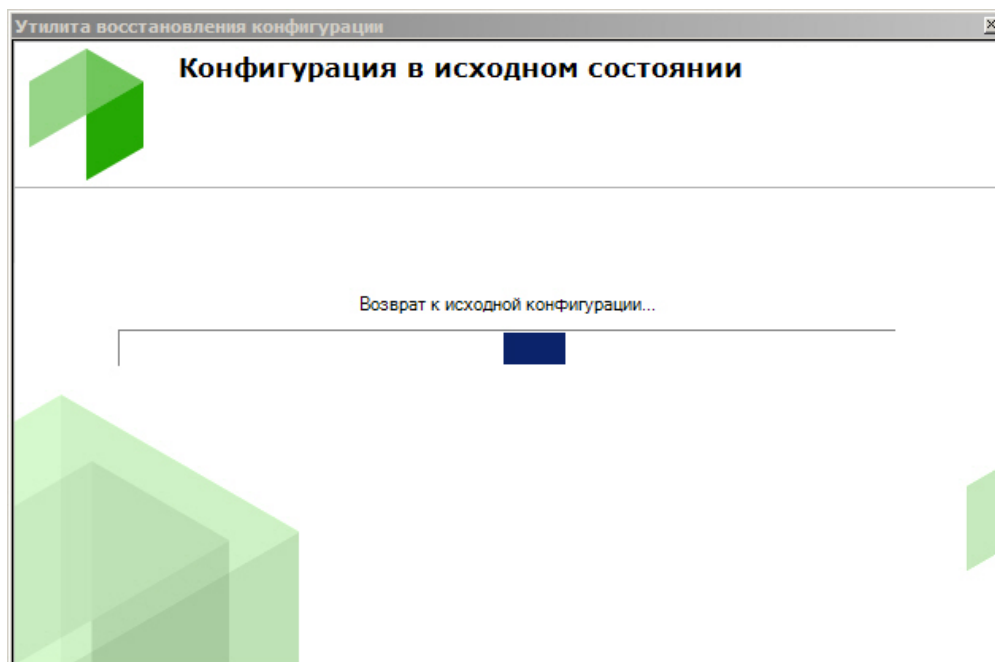 Утилита восстановления конфигурации
Конфигурация в исходном состоянии
Возврат к исходной конфигурации...